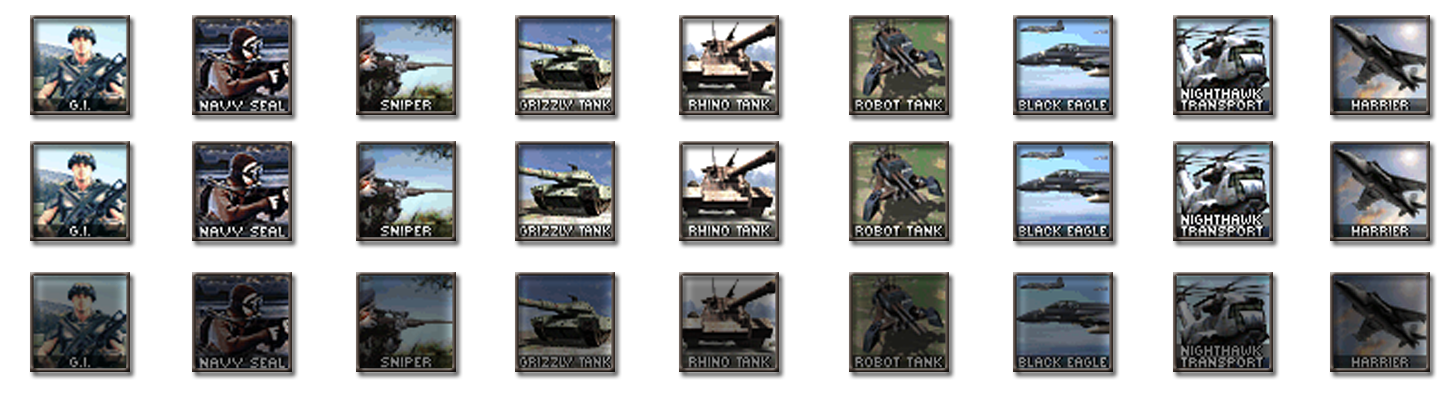 G.I.
NAVY SEAL
SNIPER
GRIZZLY TANK
RHINO TANK
ROBOT TANK
BLACK EAGLE
NIGHTHAWK
TRANSPORT
HARRIER
G.I.
NAVY SEAL
SNIPER
GRIZZLY TANK
RHINO TANK
ROBOT TANK
BLACK EAGLE
NIGHTHAWK
TRANSPORT
HARRIER
G.I.
NAVY SEAL
SNIPER
GRIZZLY TANK
RHINO TANK
ROBOT TANK
BLACK EAGLE
NIGHTHAWK
TRANSPORT
HARRIER